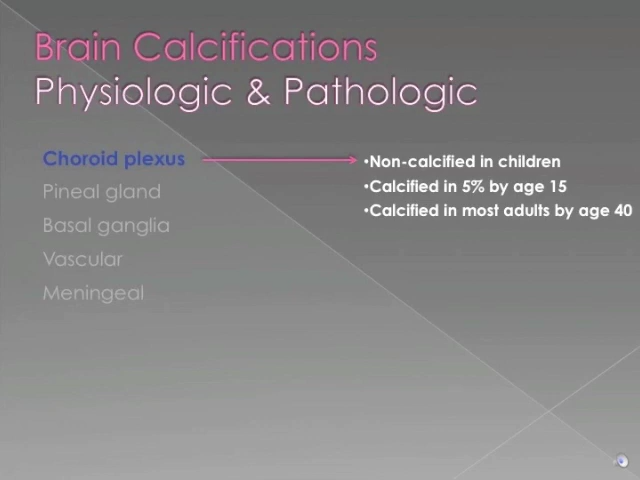 Brain Calcifications
Physiologic & Pathologic
Choroid plexus
Pineal gland
Basal ganglia
Vascular
Meningeal
•Non-calcified in children
•Calcified in 5% by age 15
•Calcified in most adults by age 40